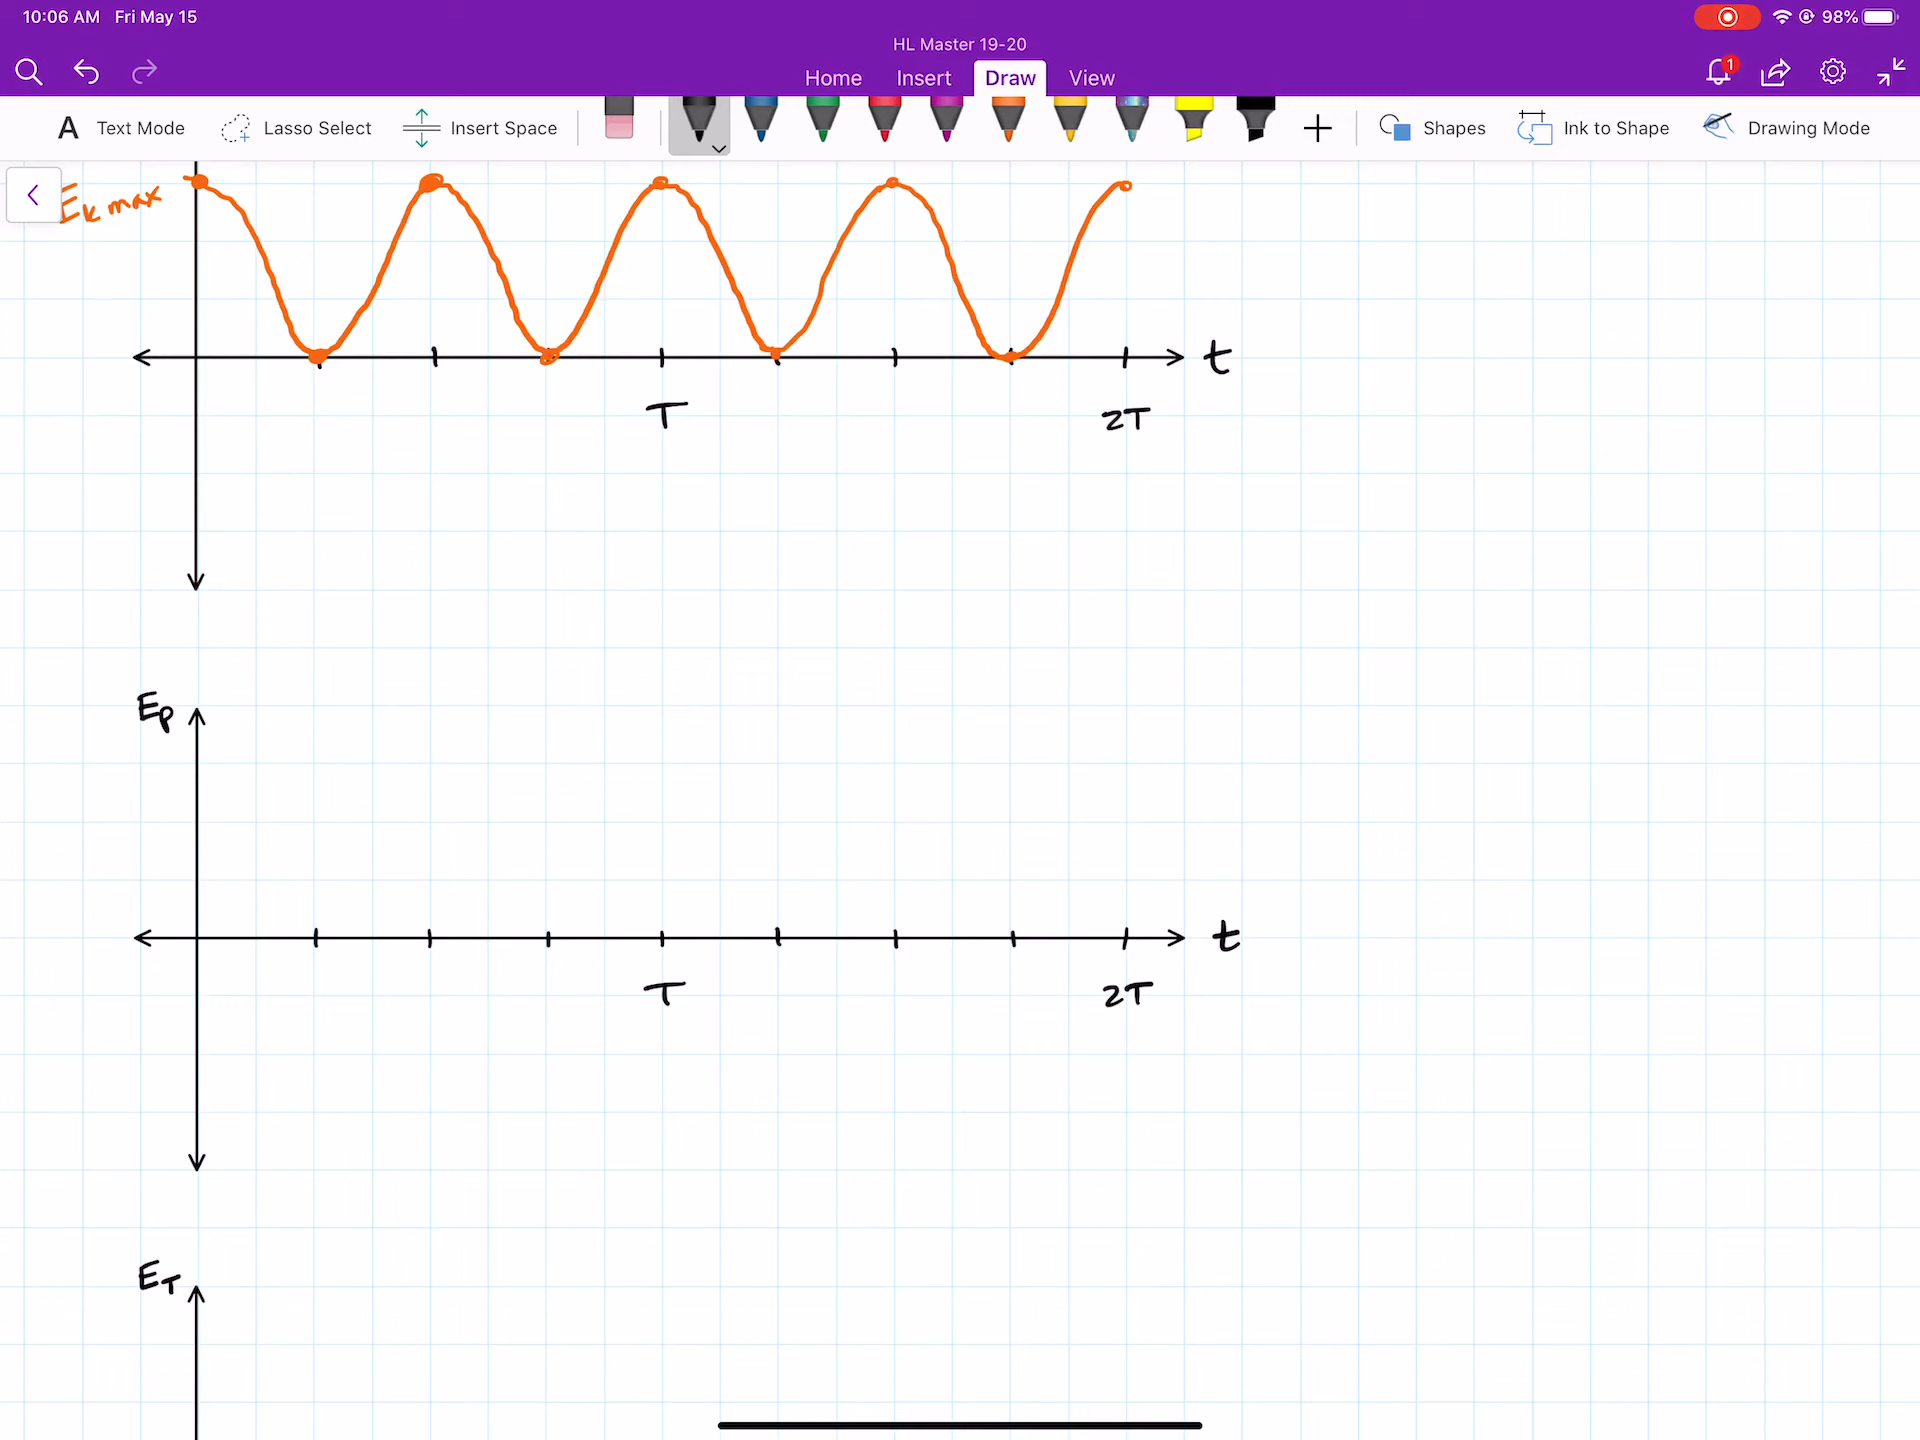 10:06 AM Fri May 15
98%
HL Master 19-20
Home Insert Draw View
1
A Text Mode Lasso Select Insert Space Shapes Ink to Shape Drawing Mode
Ek max
t
T 2T
Ep
t
T 2T
ET